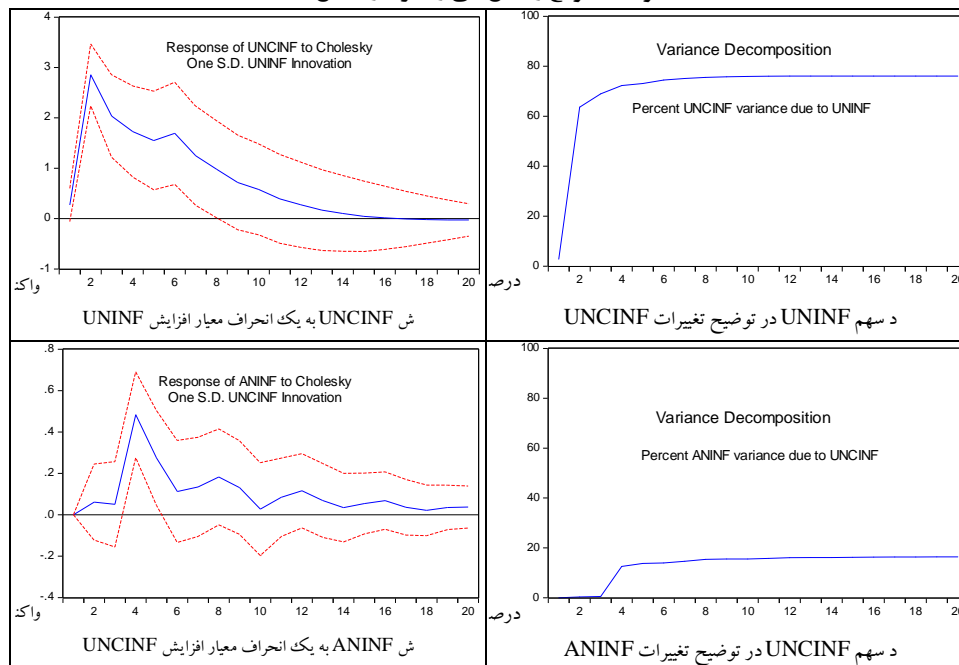 4
3
2
1
0
-1
Response of UNCINF to Cholesky
One S.D. UNINF Innovation
2 4 6 8 10 12 14 16 18 20
واکنـ
ش UNCINF به یک انحراف معیار افزایش UNINF
100
80
60
40
20
0
Variance Decomposition
Percent UNCINF variance due to UNINF
2 4 6 8 10 12 14 16 18 20
درصـ
د سهم UNINF در توضیح تغییرات UNCINF
.8
.6
.4
.2
.0
-.2
-.4
Response of ANINF to Cholesky
One S.D. UNCINF Innovation
2 4 6 8 10 12 14 16 18 20
واکنـ
ش ANINF به یک انحراف معیار افزایش UNCINF
100
80
60
40
20
0
Variance Decomposition
Percent ANINF variance due to UNCINF
2 4 6 8 10 12 14 16 18 20
درصـ
د سهم UNCINF در توضیح تغییرات ANINF